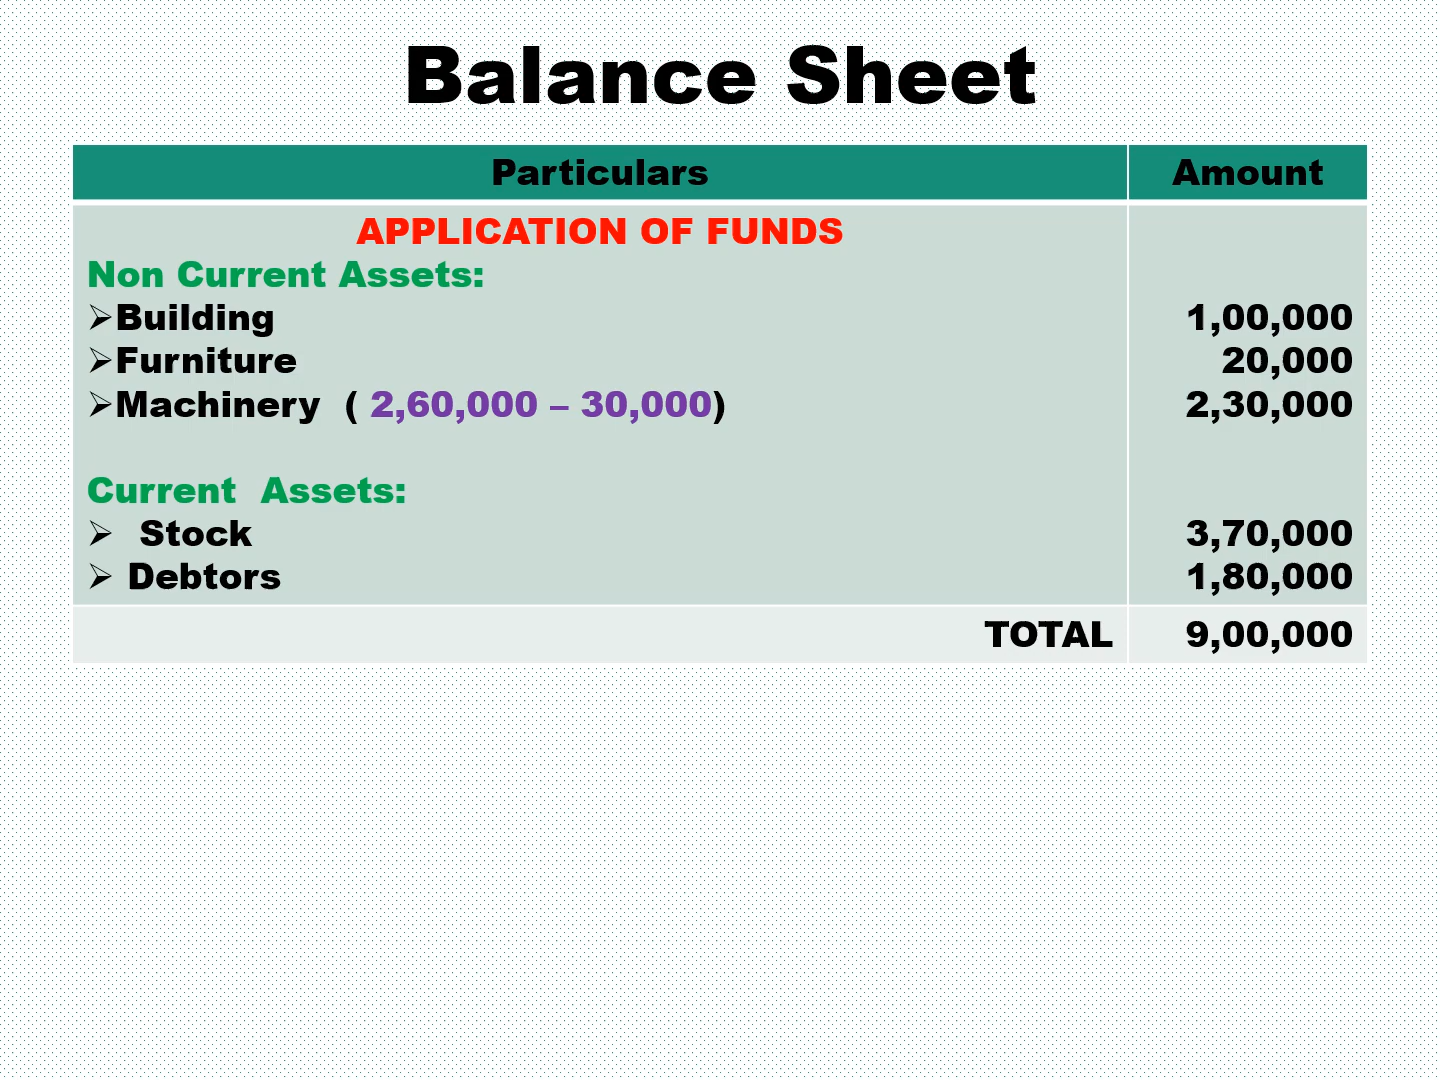 Balance Sheet
Particulars Amount
APPLICATION OF FUNDS
Non Current Assets:
➢Building 1,00,000
➢Furniture 20,000
➢Machinery ( 2,60,000 – 30,000) 2,30,000
Current Assets:
➢ Stock 3,70,000
➢ Debtors 1,80,000
TOTAL 9,00,000